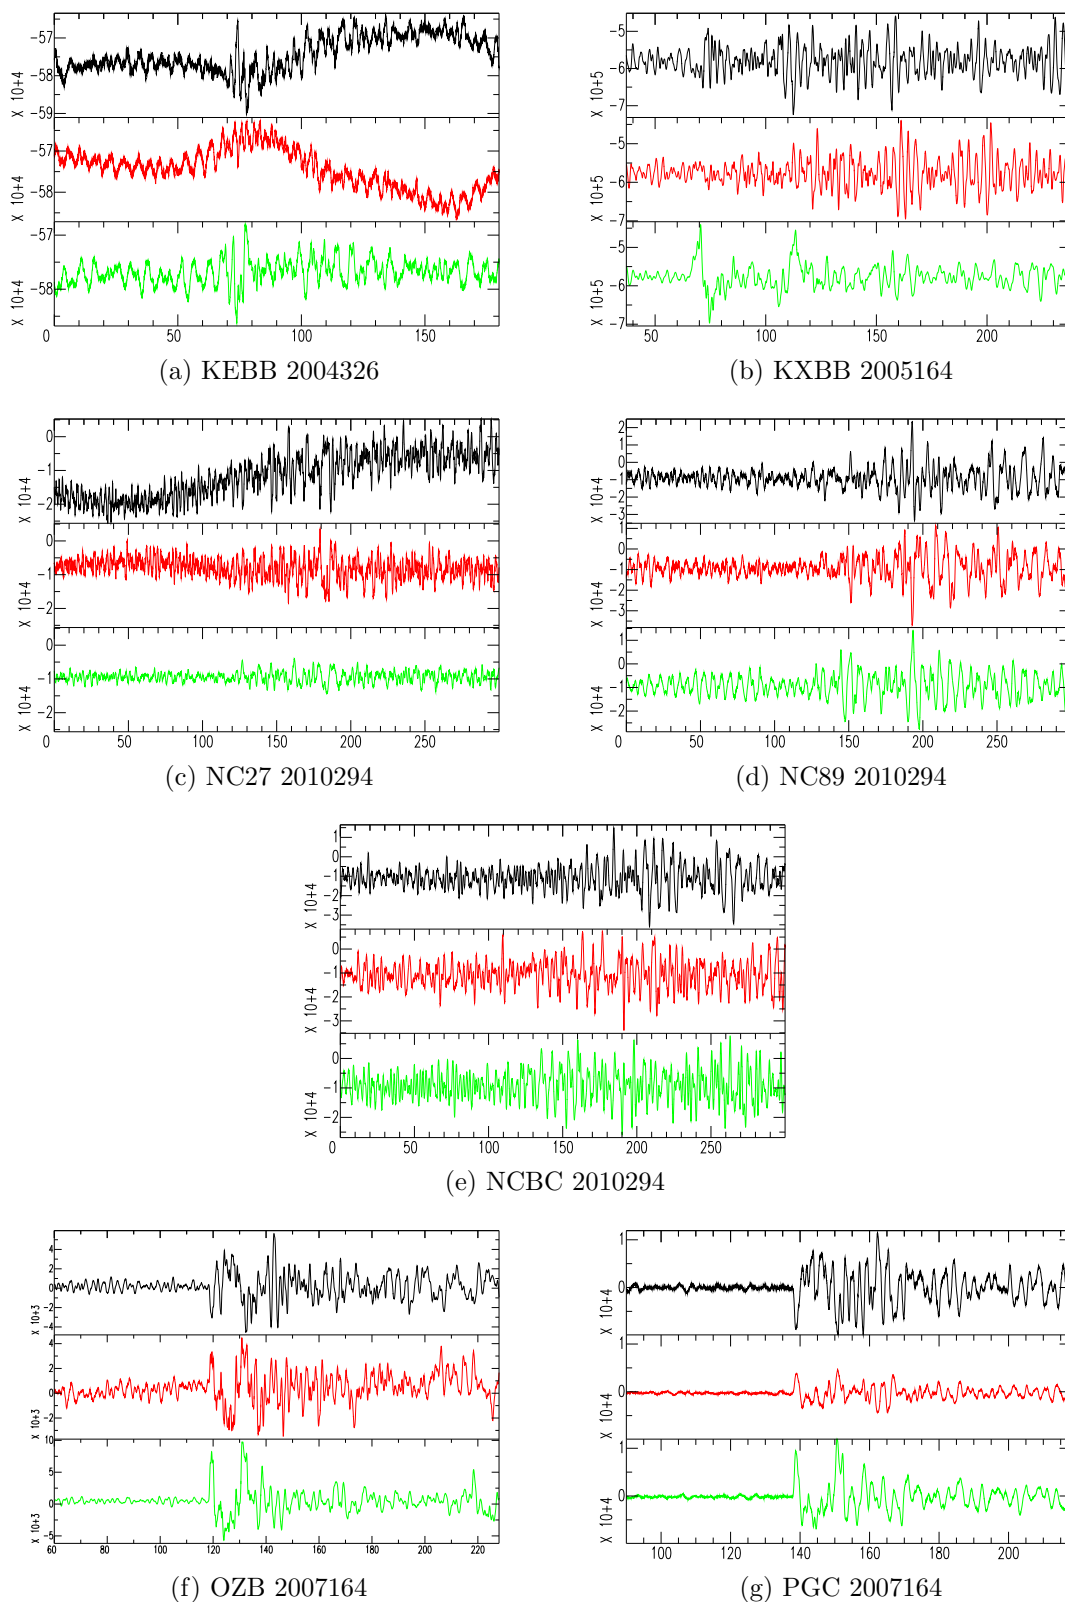 -57
-58
-59
X 10+4
-57
-58
X 10+4
-57
-58
X 10+4
0 50 100 150
(a) KEBB 2004326
-5
-6
-7
X 10+5
-5
-6
-7
X 10+5
-5
-6
-7
X 10+5
50 100 150 200
(b) KXBB 2005164
0
-1
-2
X 10+4
0
-1
-2
X 10+4
0
-1
-2
X 10+4
0 50 100 150 200 250
(c) NC27 2010294
2
1
0
-1
-2
-3
X 10+4
1
0
-1
-2
-3
X 10+4
1
0
-1
-2
X 10+4
0 50 100 150 200 250
(d) NC89 2010294
1
0
-1
-2
-3
X 10+4
0
-1
-2
-3
X 10+4
0
-1
-2
X 10+4
0 50 100 150 200 250
(e) NCBC 2010294
4
2
0
-2
-4
X 10+3
4
2
0
-2
X 10+3
10
5
0
-5
X 10+3
60 80 100 120 140 160 180 200 220
(f) OZB 2007164
1
0
X 10+4
1
0
X 10+4
1
0
X 10+4
100 120 140 160 180 200
(g) PGC 2007164